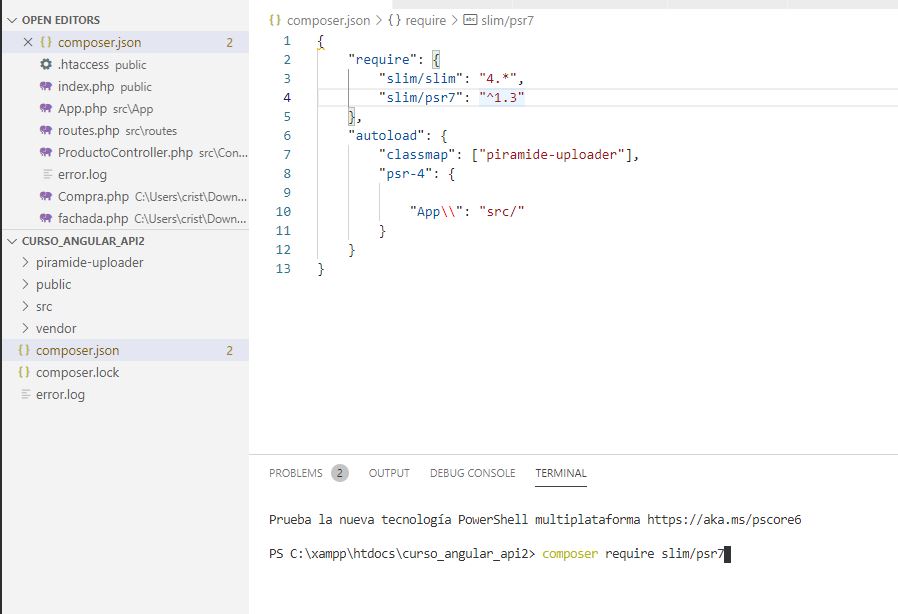 OPEN EDITORS
composer.json 2
.htaccess public
index.php public
App.php src\App
routes.php src\routes
ProductoController.php src\Con...
error.log
Compra.php C:\Users\crist\Down...
fachada.php C:\Users\crist\Down...
CURSO_ANGULAR_API2
piramide-uploader
public
src
vendor
composer.json 2
composer.lock
error.log
{} composer.json > {} require > abc slim/psr7
1 {
2 "require": {
3 "slim/slim": "4.*",
4 "slim/psr7": "^1.3"
5 },
6 "autoload": {
7 "classmap": ["piramide-uploader"],
8 "psr-4": {
9
10 "App\\": "src/"
11 }
12 }
13 }
PROBLEMS 2 OUTPUT DEBUG CONSOLE TERMINAL
Prueba la nueva tecnología PowerShell multiplataforma https://aka.ms/pscore6
PS C:\xampp\htdocs\curso_angular_api2> composer require slim/psr7